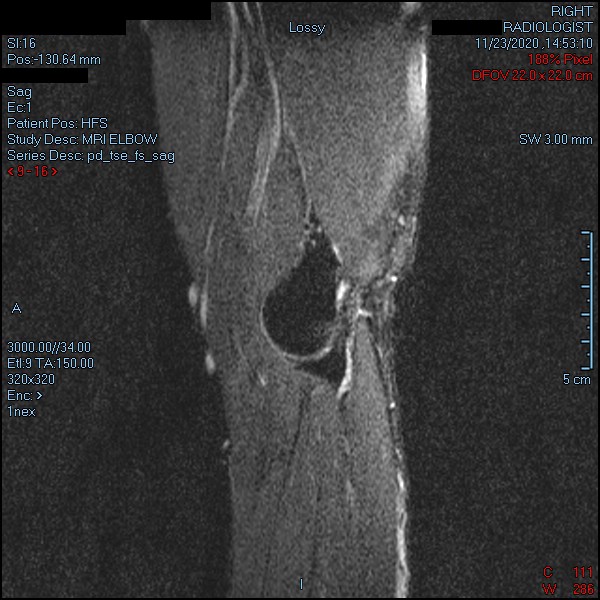 RIGHT
Lossy
RADIOLOGIST
SI:16
11/23/2020 ,14:53:10
Pos:-130.64 mm
188% Pixel
DFOV 22.0 x 22.0 cm
Sag
Ec:1
Patient Pos: HFS
Study Desc: MRI ELBOW
SW 3.00 mm
Series Desc: pd_tse_fs_sag
< 9 - 16 >
A
3000.00//34.00
Etl:9 TA:150.00
320x320
5 cm
Enc: >
1nex
I
C 111
W 286